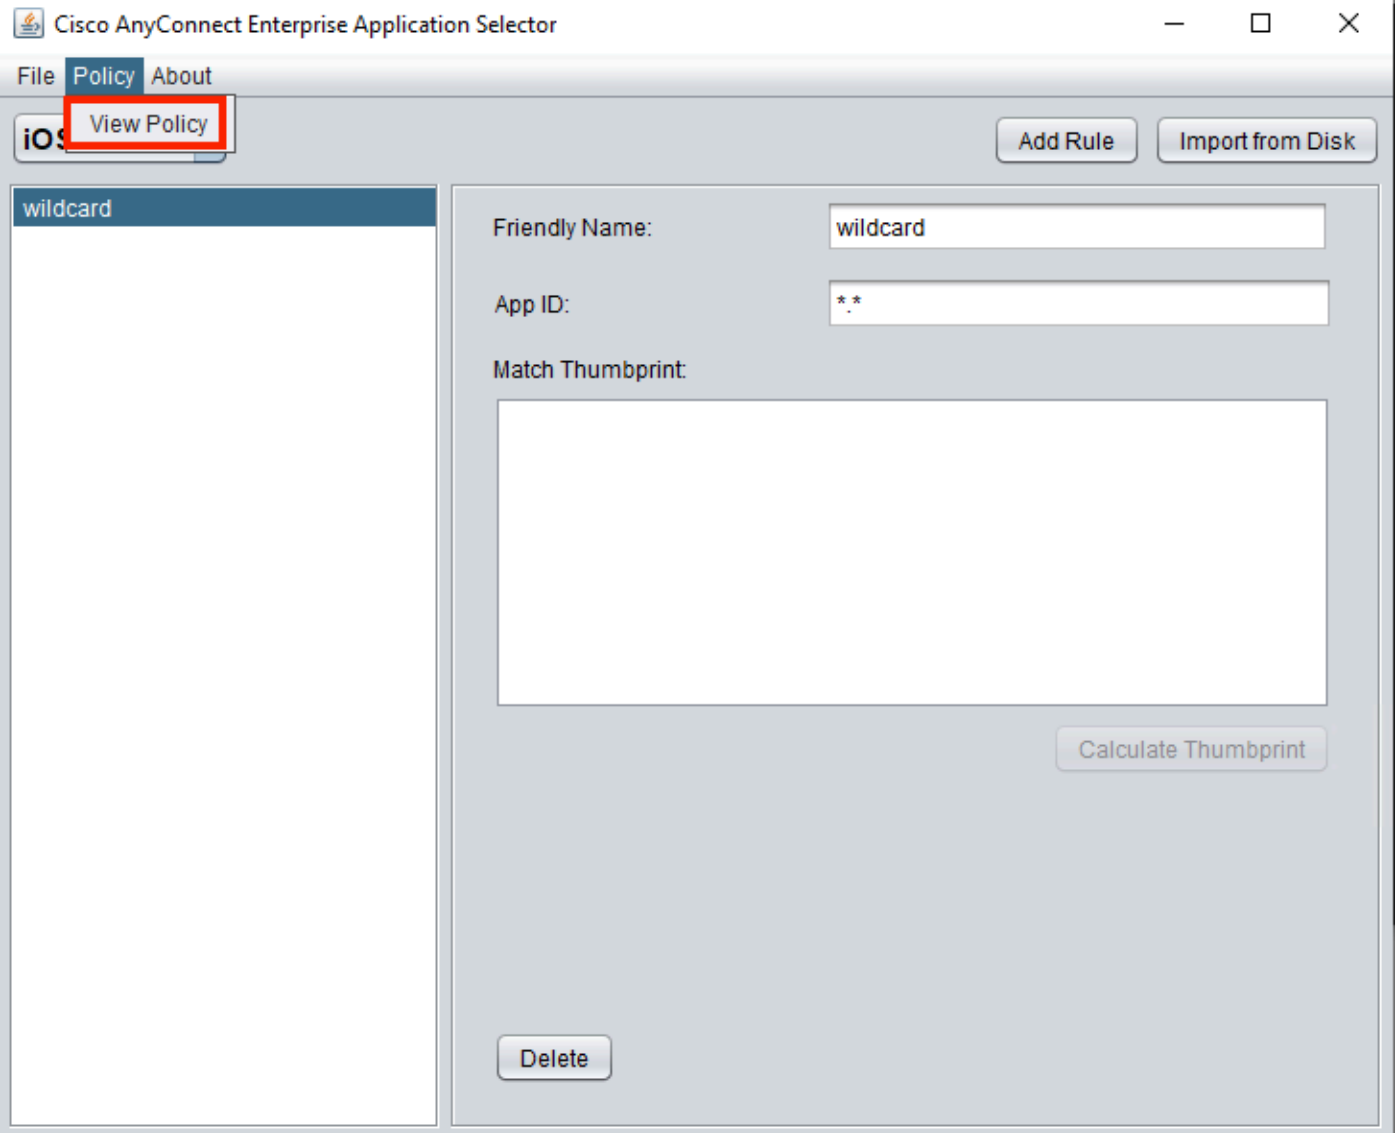 Cisco AnyConnect Enterprise Application Selector
File Policy About
View Policy
iOS
Add Rule Import from Disk
wildcard
Friendly Name: wildcard
App ID: *.*
Match Thumbprint:
Calculate Thumbprint
Delete